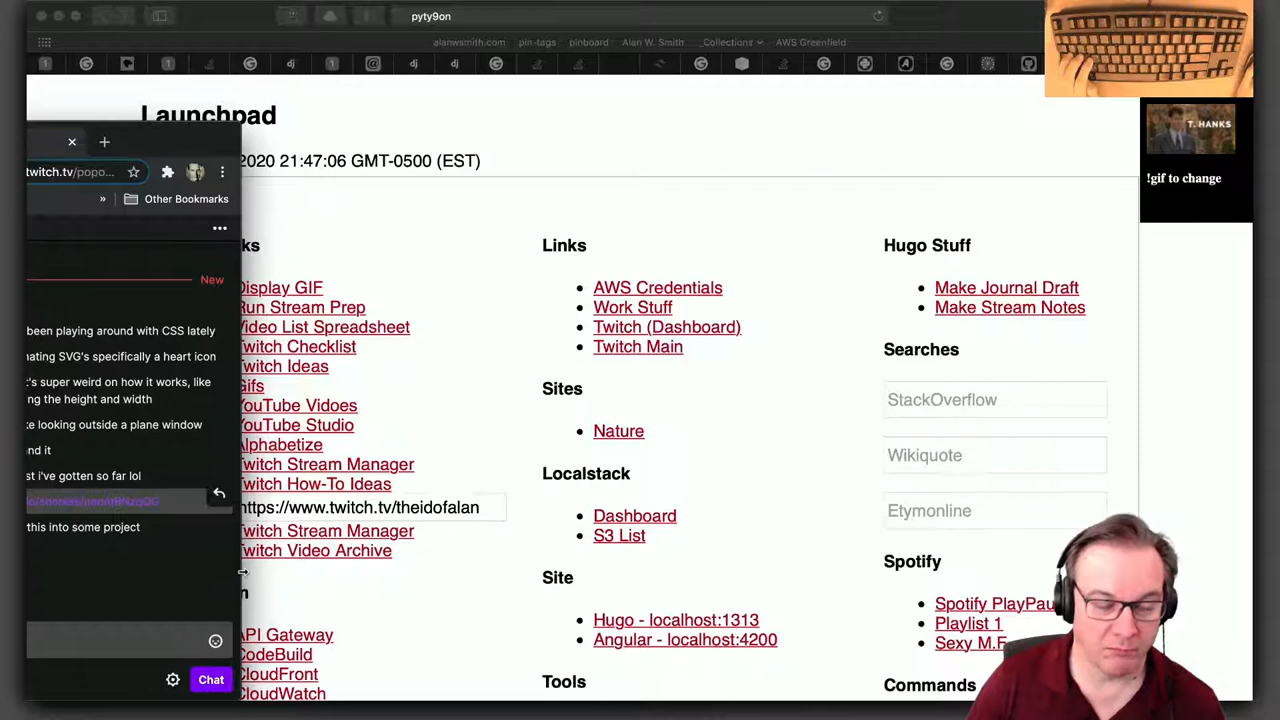 pyty9on
alanwsmith.com pin-tags pinboard Alan W. Smith _Collections AWS Greenfield
Launchpad
2020 21:47:06 GMT-0500 (EST)
T. HANKS
!gif to change
twitch.tv/popo...
» Other Bookmarks
New
been playing around with CSS lately
mating SVG's specifically a heart icon
t's super weird on how it works, like
ing the height and width
ke looking outside a plane window
nd it
st i've gotten so far lol
this into some project
Chat
ks
Display GIF
Run Stream Prep
Video List Spreadsheet
Twitch Checklist
Twitch Ideas
Gifs
YouTube Vidoes
YouTube Studio
Alphabetize
Twitch Stream Manager
Twitch How-To Ideas
https://www.twitch.tv/theidofalan
Twitch Stream Manager
Twitch Video Archive
n
API Gateway
CodeBuild
CloudFront
CloudWatch
Links
AWS Credentials
Work Stuff
Twitch (Dashboard)
Twitch Main
Sites
Nature
Localstack
Dashboard
S3 List
Site
Hugo - localhost:1313
Angular - localhost:4200
Tools
Hugo Stuff
Make Journal Draft
Make Stream Notes
Searches
StackOverflow
Wikiquote
Etymonline
Spotify
Spotify PlayPau
Playlist 1
Sexy M.F.
Commands